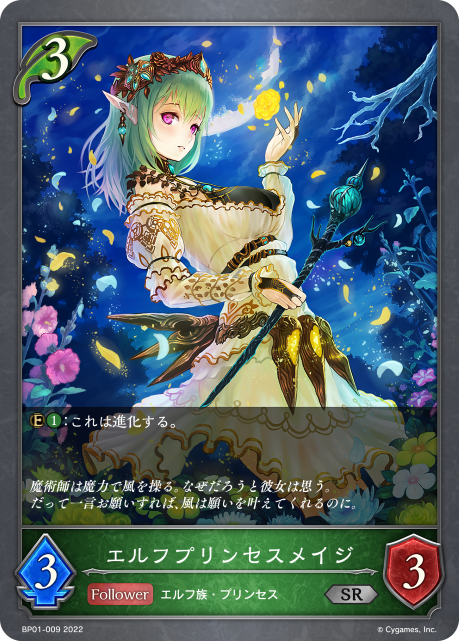 3
E 1：これは進化する。
魔術師は魔力で風を操る。なぜだろうと彼女は思う。
だって一言お願いすれば、風は願いを叶えてくれるのに。
エルフプリンセスメイジ
3
Follower エルフ族・プリンセス SR
3
BP01-009 2022 © Cygames, Inc.